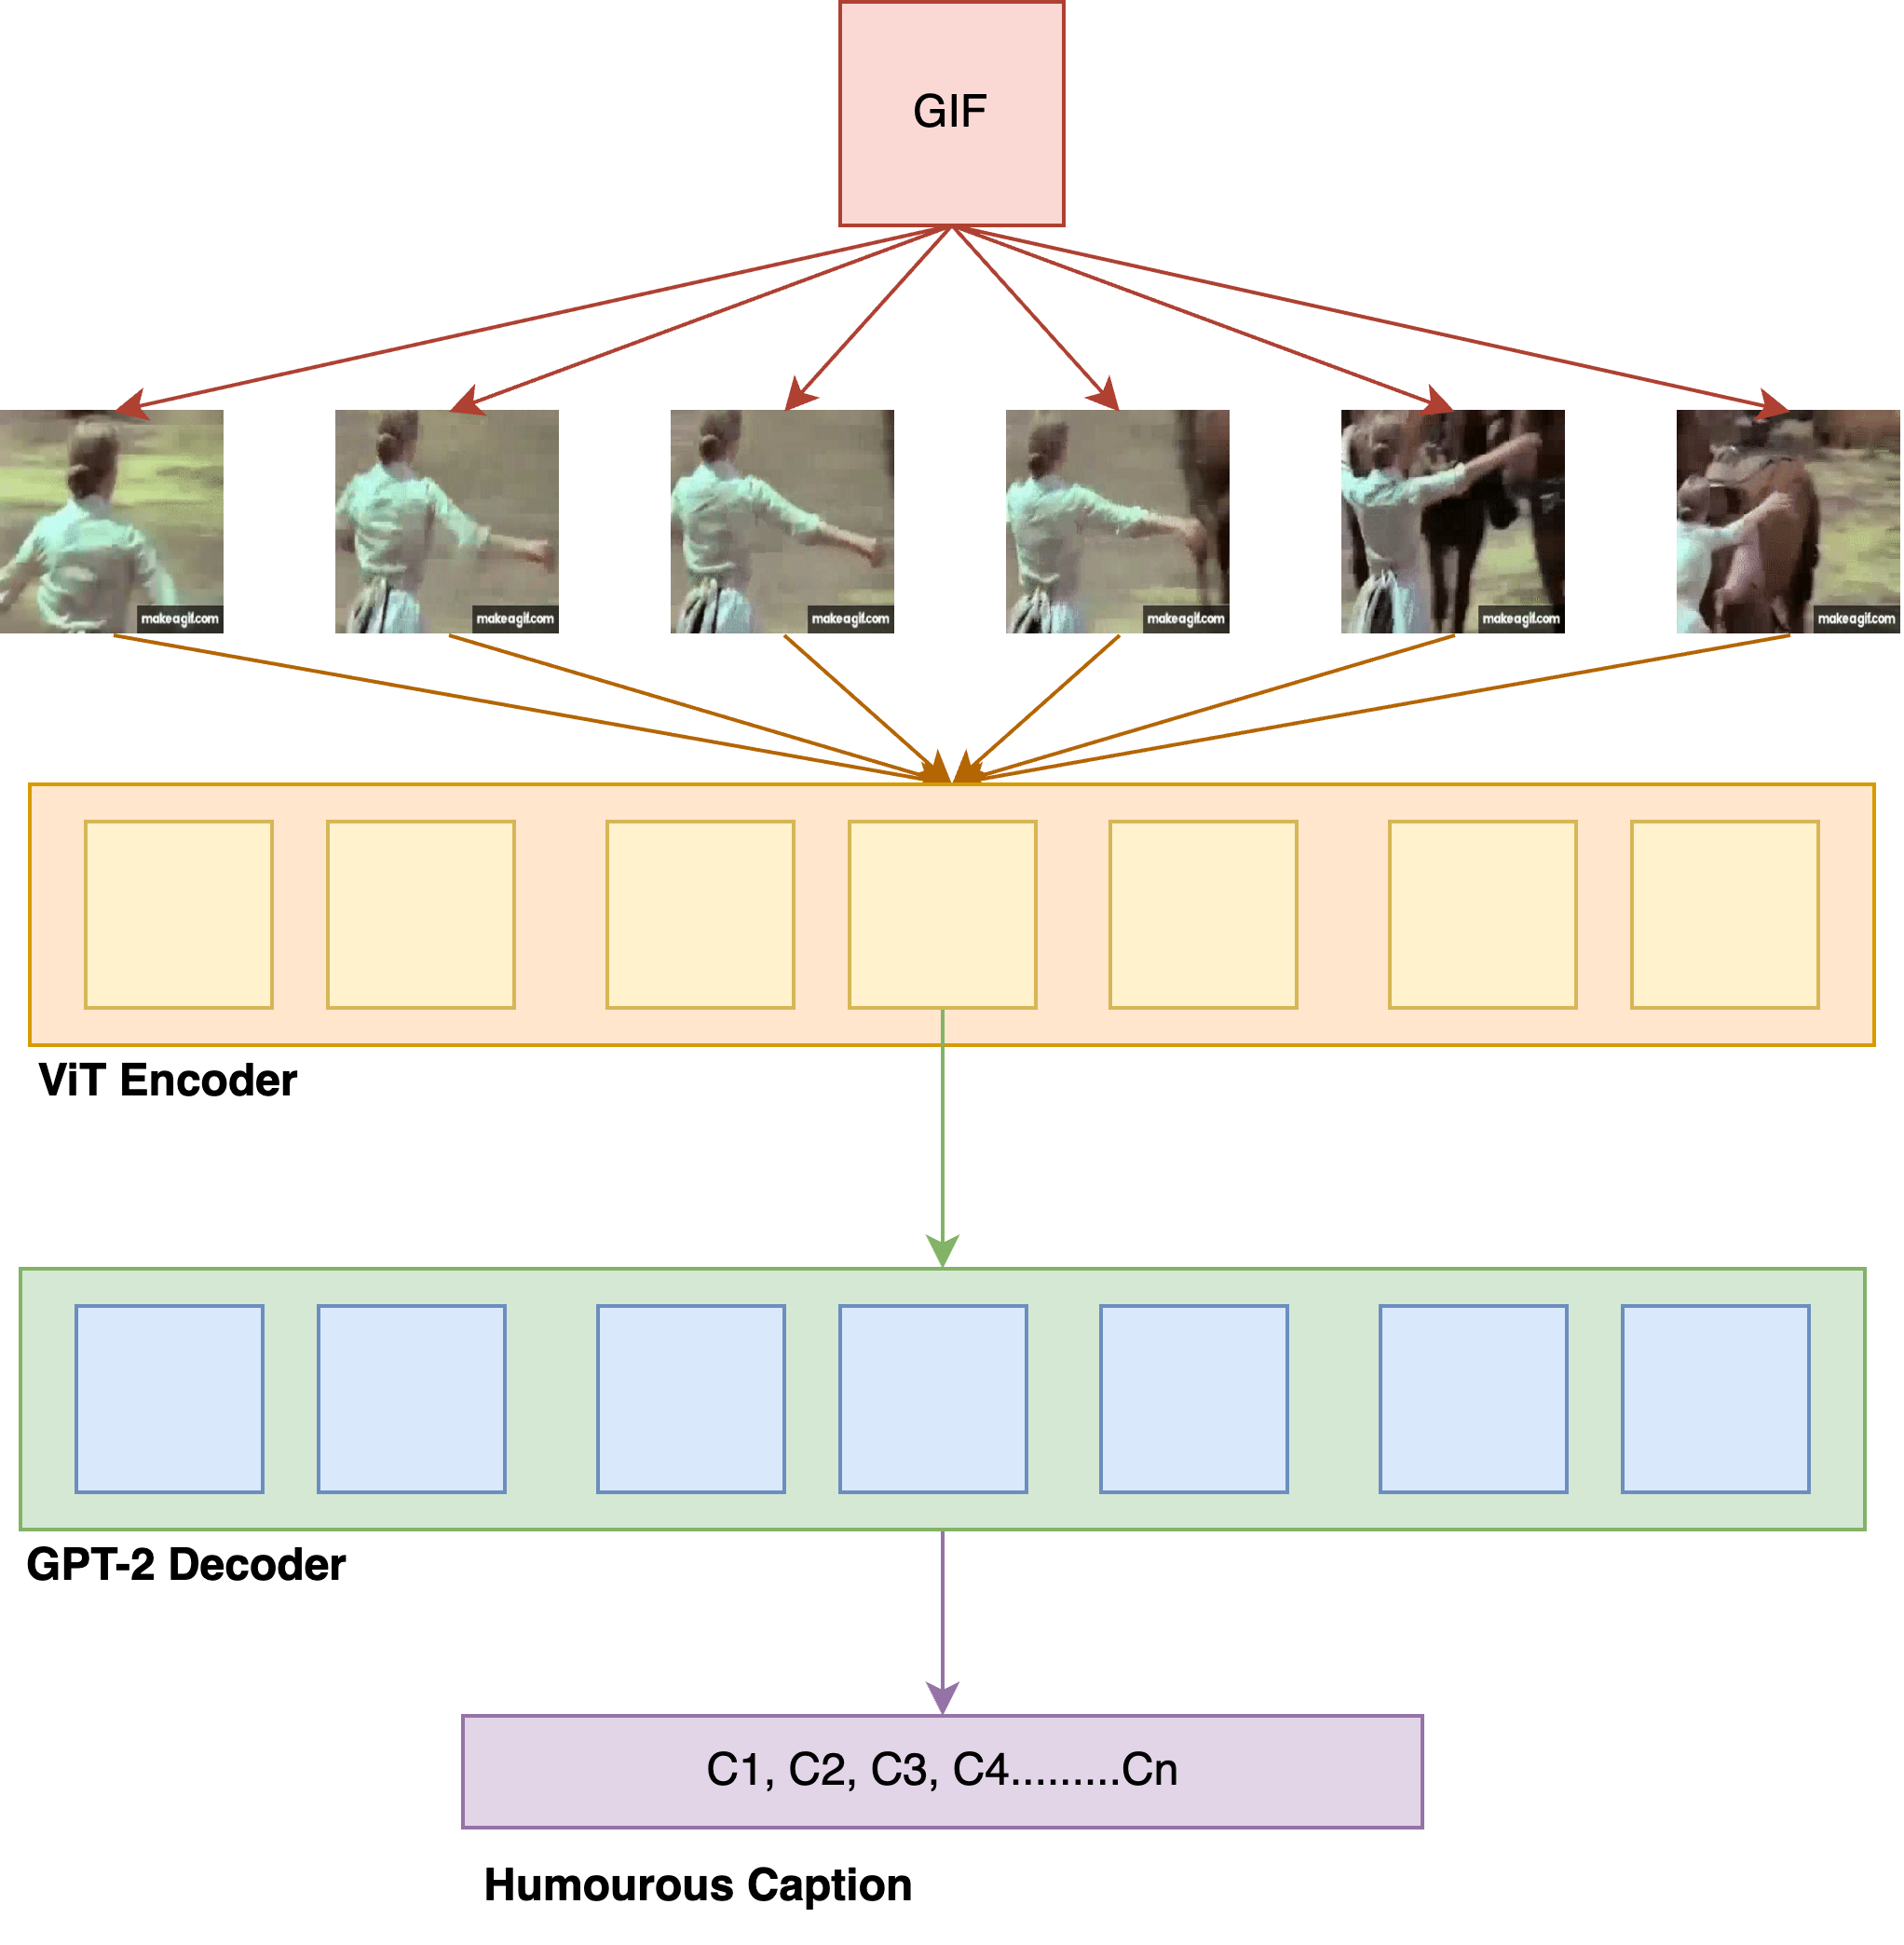 GIF
makeagif.com
makeagif.com
makeagif.com
makeagif.com
makeagif.com
makeagif.com
ViT Encoder
GPT-2 Decoder
C1, C2, C3, C4.........Cn
Humourous Caption